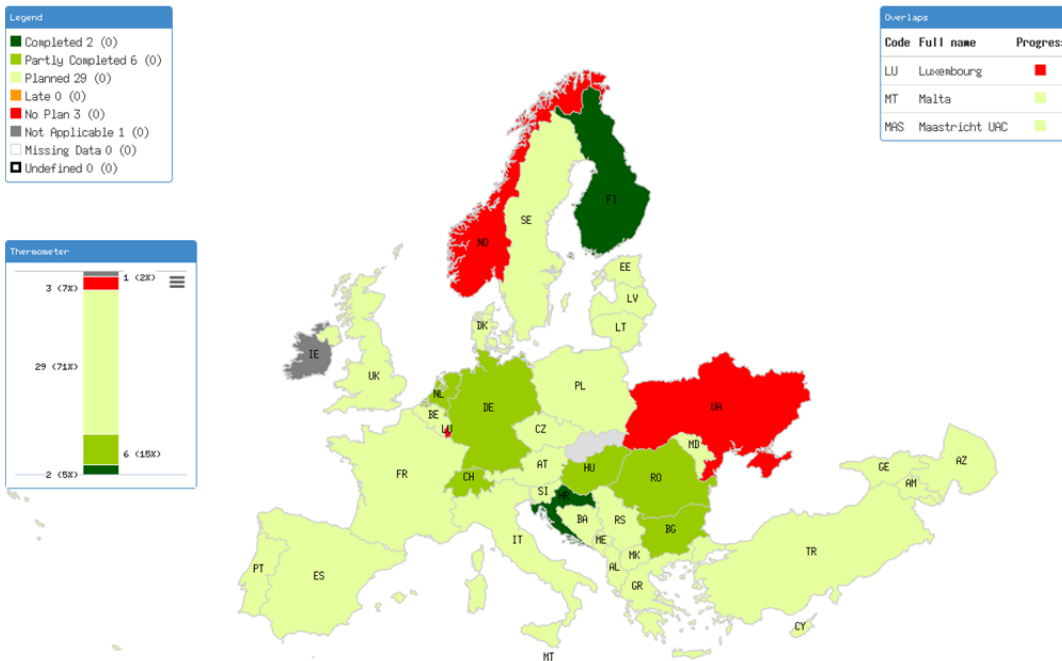 Legend
Completed 2 (0)
Partly Completed 6 (0)
Planned 29 (0)
Late 0 (0)
No Plan 3 (0)
Not Applicable 1 (0)
Missing Data 0 (0)
Undefined 0 (0)
Overlaps
Code Full name Progress
LU Luxembourg
MT Malta
MAS Maastricht UAC
Thermometer
1 (2%)
3 (7%)
29 (71%)
6 (15%)
2 (5%)
FI
SE
NO
EE
LV
DK
LT
IE
UK
PL
NL
DE
UA
BE
LU
CZ
MD
FR
AT
HU
CH
RO
GE
AZ
AM
SI
HR
BA
RS
BG
IT
ME
MK
TR
PT
ES
AL
GR
CY
MT